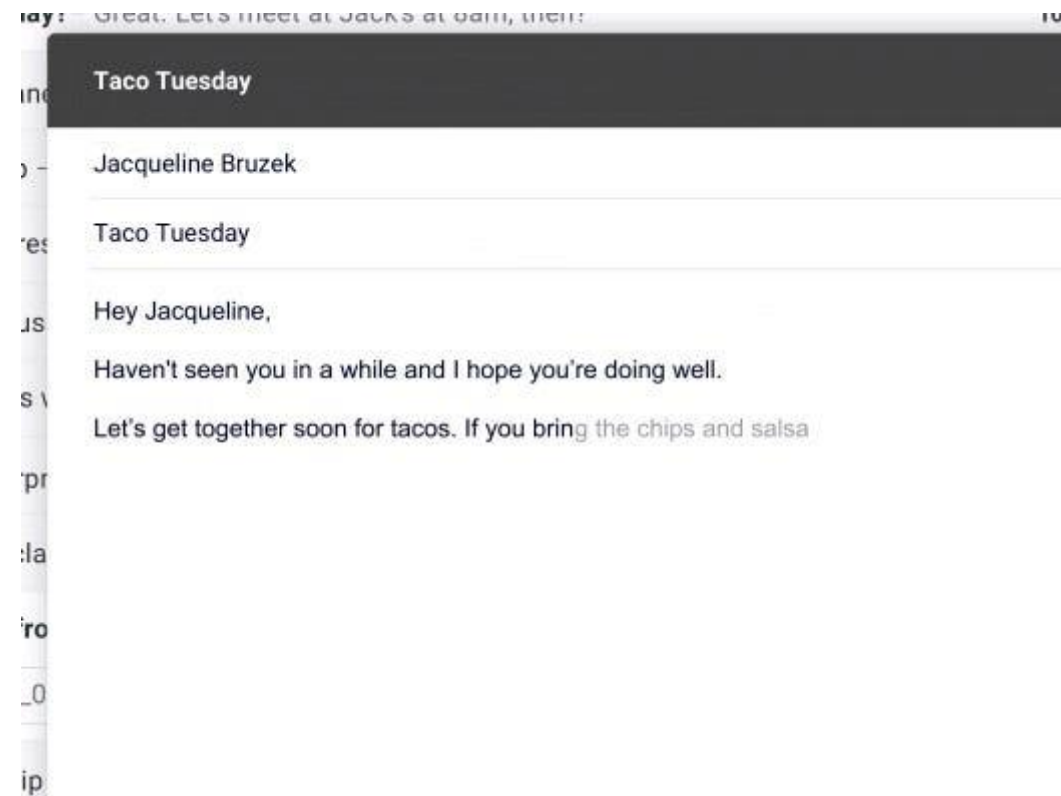 Great. Let's meet at Jack's at 8am, then?
Taco Tuesday
Jacqueline Bruzek
Taco Tuesday
Hey Jacqueline,
Haven't seen you in a while and I hope you're doing well.
Let's get together soon for tacos. If you bring the chips and salsa